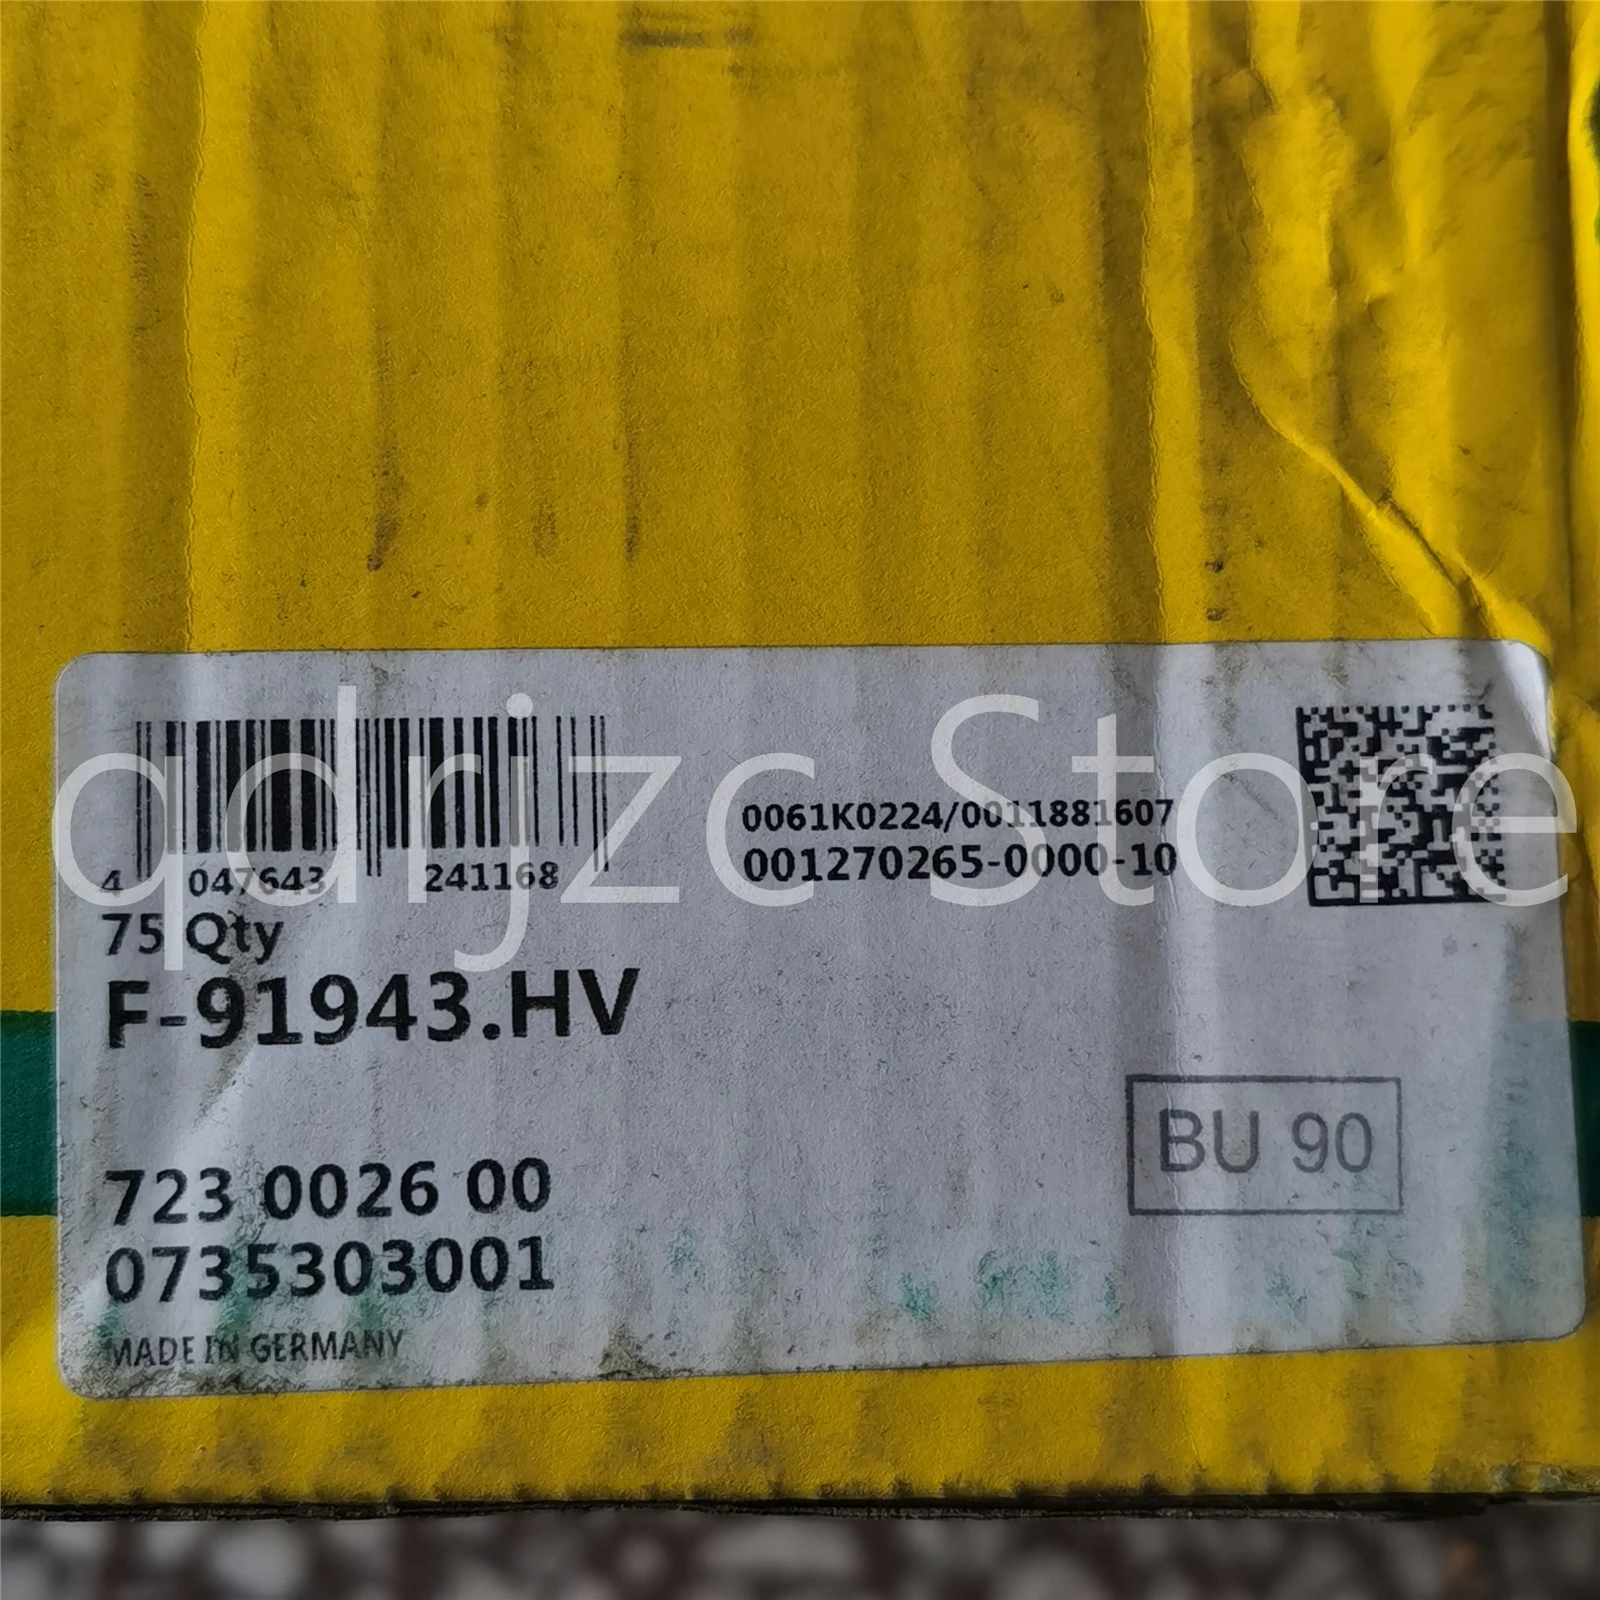 qdrjzc Store
0061K0224/0011881607
001270265-0000-10
4 047643 241168
75 Qty
F-91943.HV
BU 90
723 0026 00
0735303001
MADE IN GERMANY